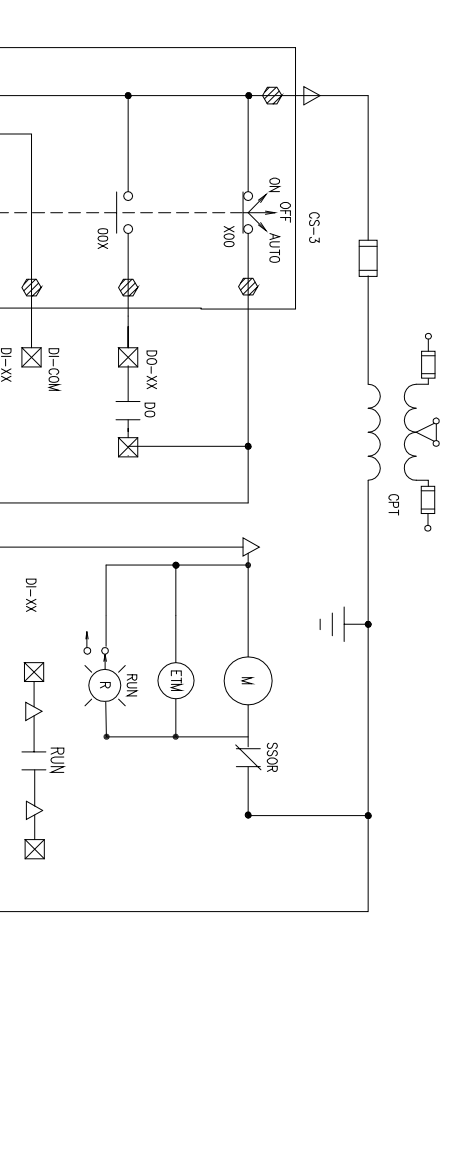 CPT
CS-3
ON
OFF
AUTO
X00
00X
DO-XX
DO
DI-COM
DI-XX
M
SSOR
ETM
RUN
R
DI-XX
RUN